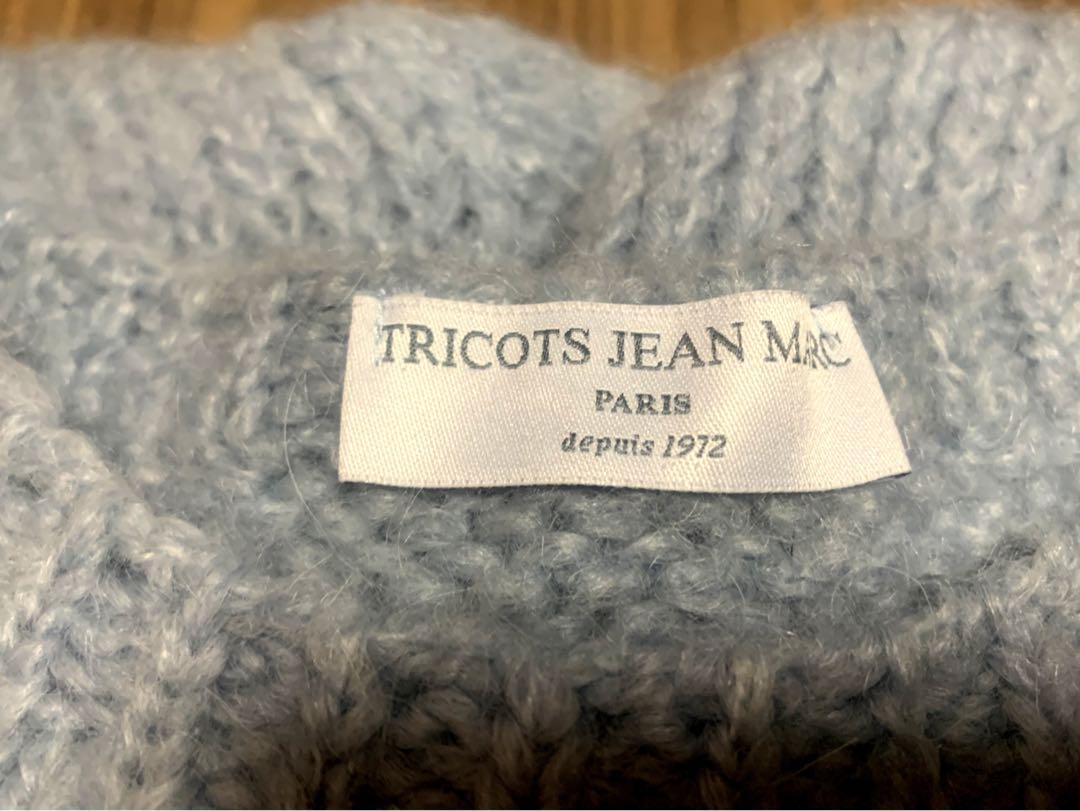 TRICOTS JEAN MARC
PARIS
depuis 1972